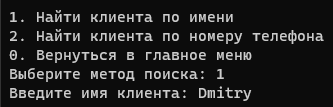 1. Найти клиента по имени
2. Найти клиента по номеру телефона
0. Вернуться в главное меню
Выберите метод поиска: 1
Введите имя клиента: Dmitry